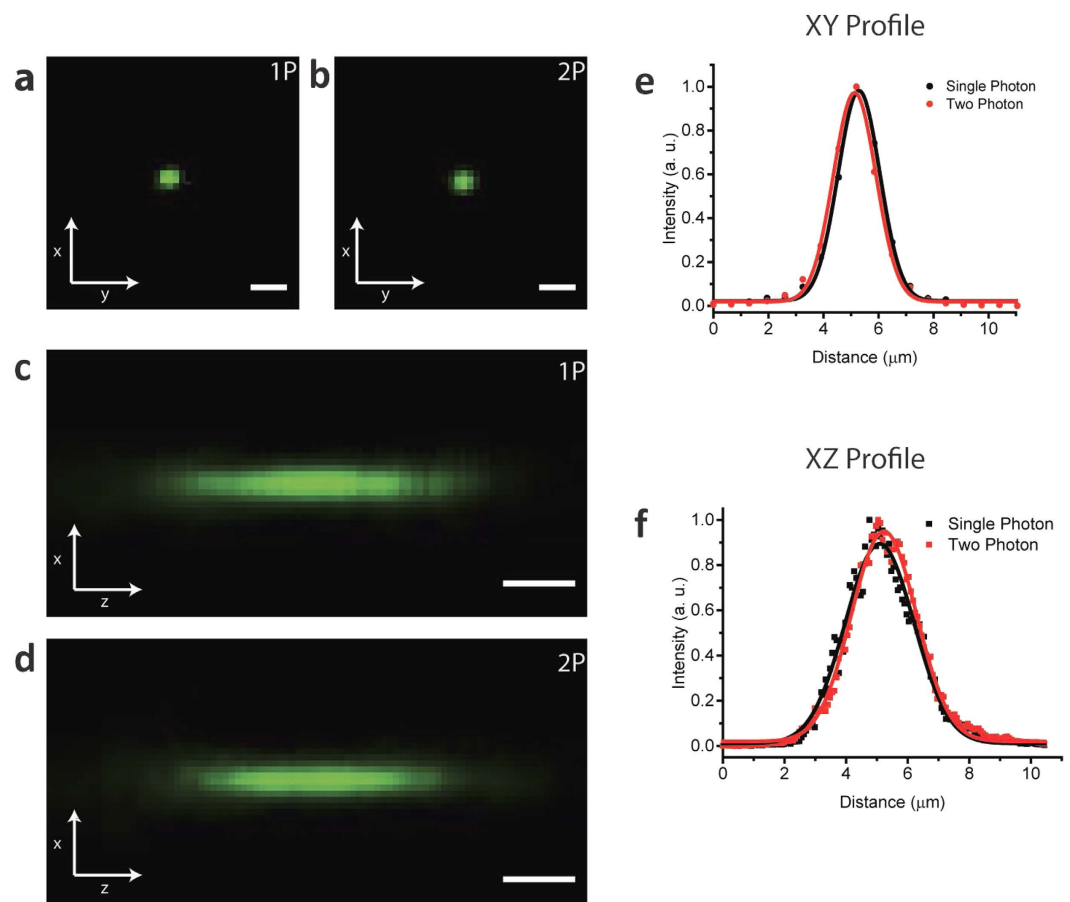 a
1P
x
y
b
2P
x
y
c
1P
x
z
d
2P
x
z
XY Profile
e
Single Photon
Two Photon
Intensity (a. u.)
1.0
0.8
0.6
0.4
0.2
0.0
0 2 4 6 8 10
Distance (μm)
XZ Profile
f
Single Photon
Two Photon
Intensity (a. u.)
1.0
0.8
0.6
0.4
0.2
0.0
0 2 4 6 8 10
Distance (μm)